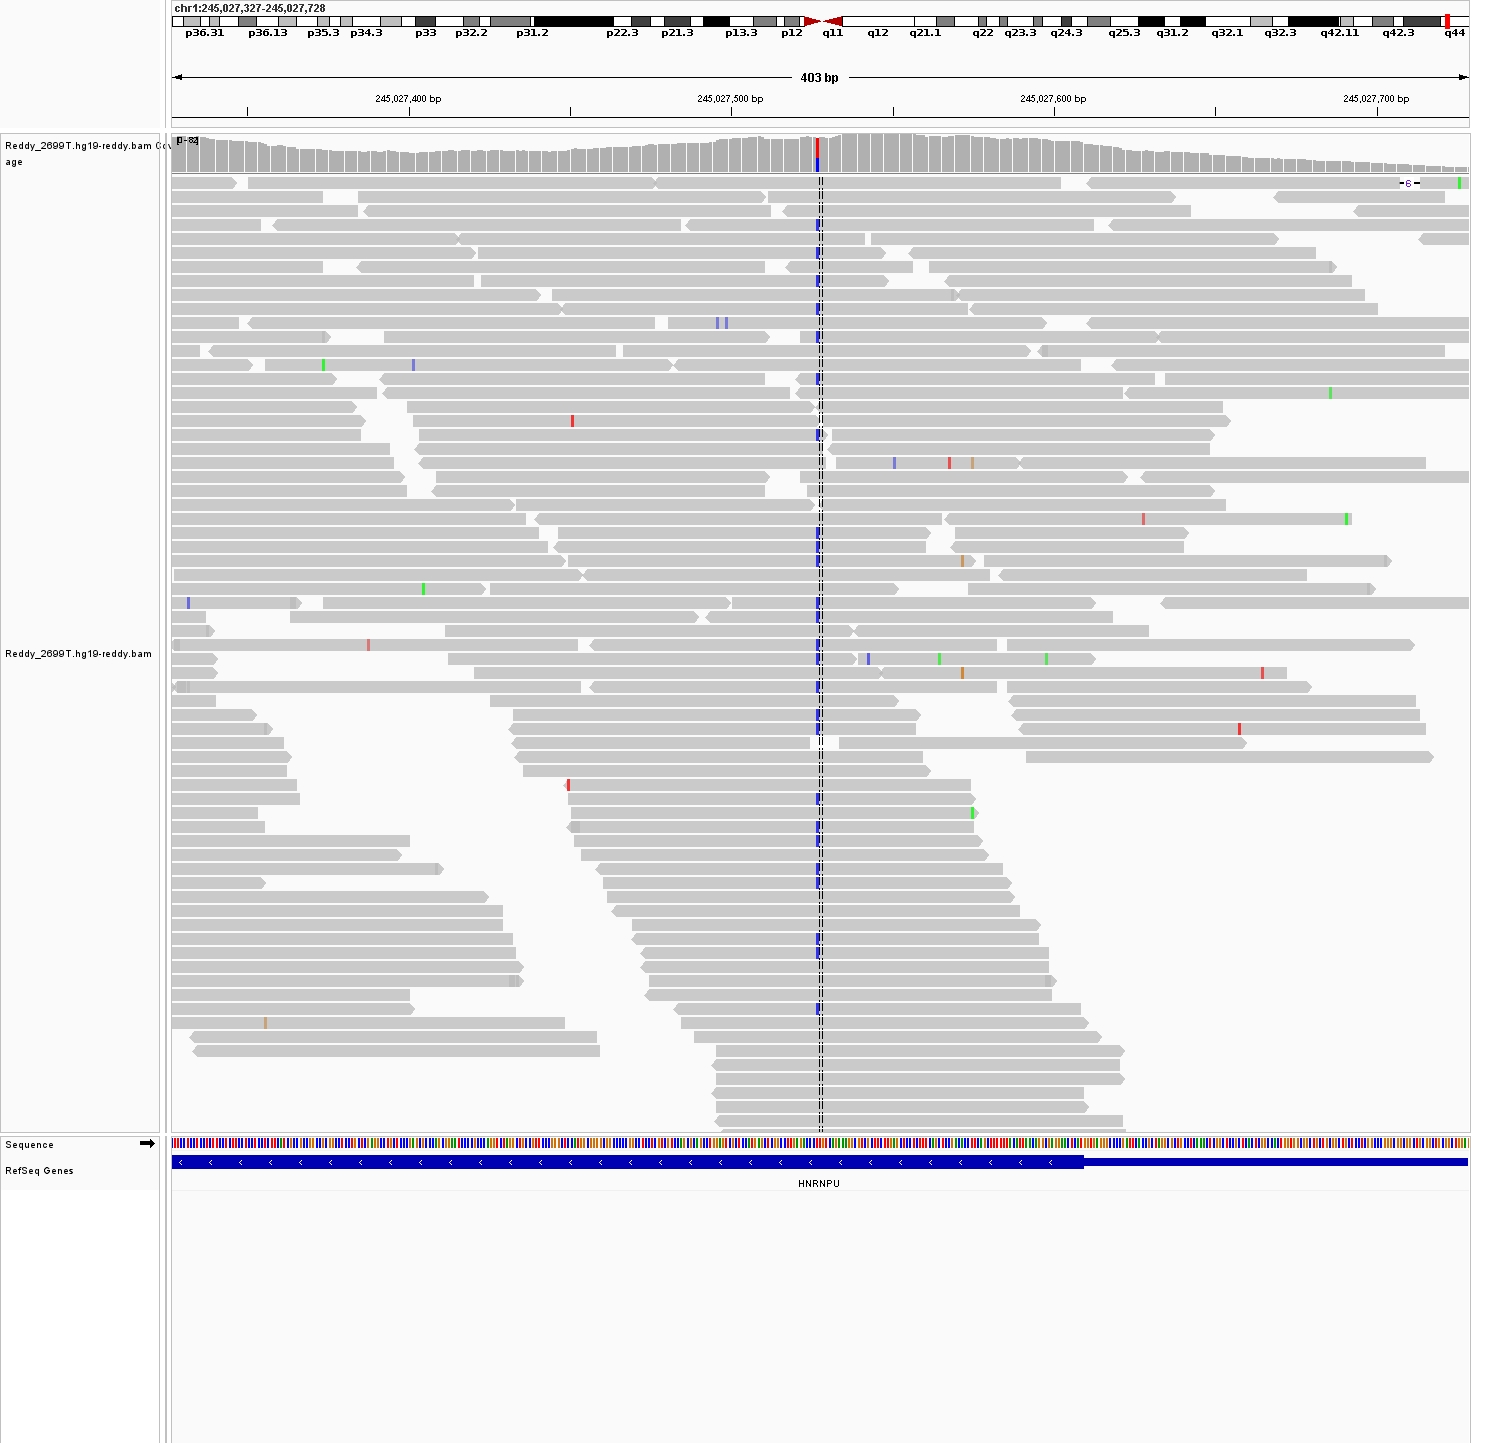 chr1:245,027,327-245,027,728
p36.31 p36.13 p35.3 p34.3 p33 p32.2 p31.2 p22.3 p21.3 p13.3 p12 q11 q12 q21.1 q22 q23.3 q24.3 q25.3 q31.2 q32.1 q32.3 q42.11 q42.3 q44
403 bp
245,027,400 bp 245,027,500 bp 245,027,600 bp 245,027,700 bp
[0-82]
Reddy_2699T.hg19-reddy.bam Cov
age
6
Reddy_2699T.hg19-reddy.bam
Sequence
RefSeq Genes
HNRNPU